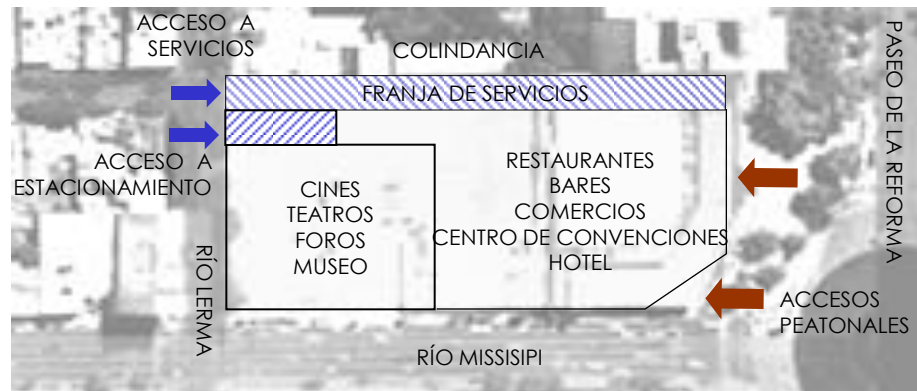 ACCESO A
SERVICIOS
COLINDANCIA
PASEO DE LA REFORMA
FRANJA DE SERVICIOS
ACCESO A
ESTACIONAMIENTO
CINES
TEATROS
FOROS
MUSEO
RESTAURANTES
BARES
COMERCIOS
CENTRO DE CONVENCIONES
HOTEL
RÍO LERMA
ACCESOS
PEATONALES
RÍO MISSISIPI